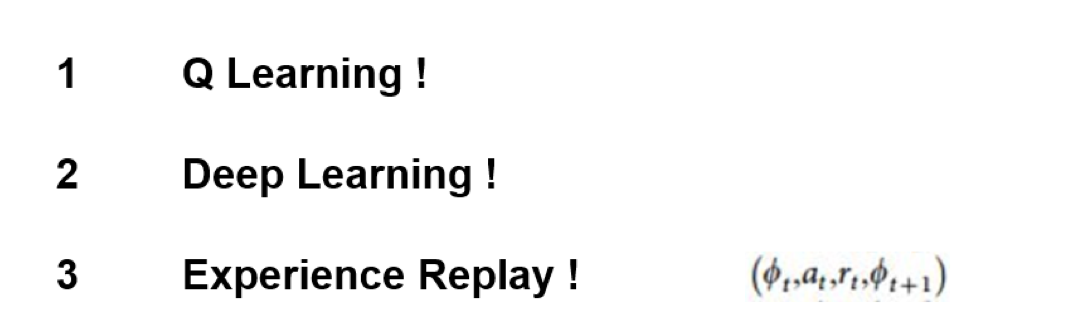 1 Q Learning !
2 Deep Learning !
3 Experience Replay ! (ϕₜ,aₜ,rₜ,ϕₜ₊₁)